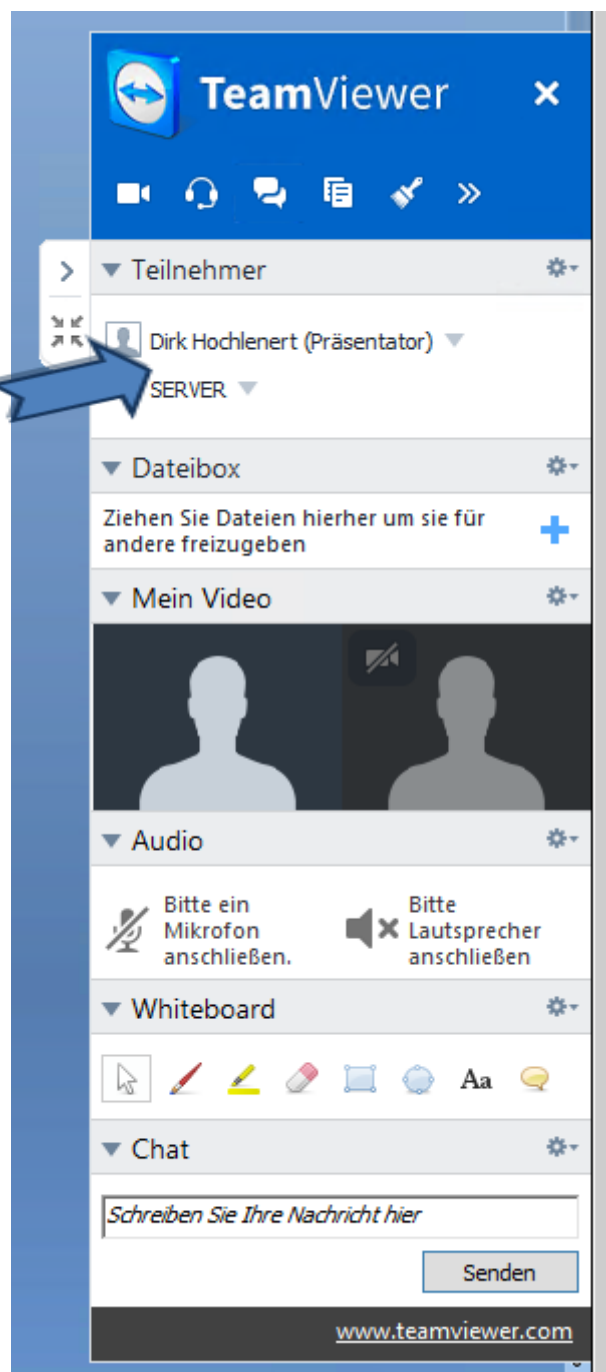 TeamViewer
Teilnehmer
Dirk Hochlenert (Präsentator)
SERVER
Dateibox
Ziehen Sie Dateien hierher um sie für
andere freizugeben
Mein Video
Audio
Bitte ein
Mikrofon
anschließen.
Bitte
Lautsprecher
anschließen
Whiteboard
Aa
Chat
Schreiben Sie Ihre Nachricht hier
Senden
www.teamviewer.com